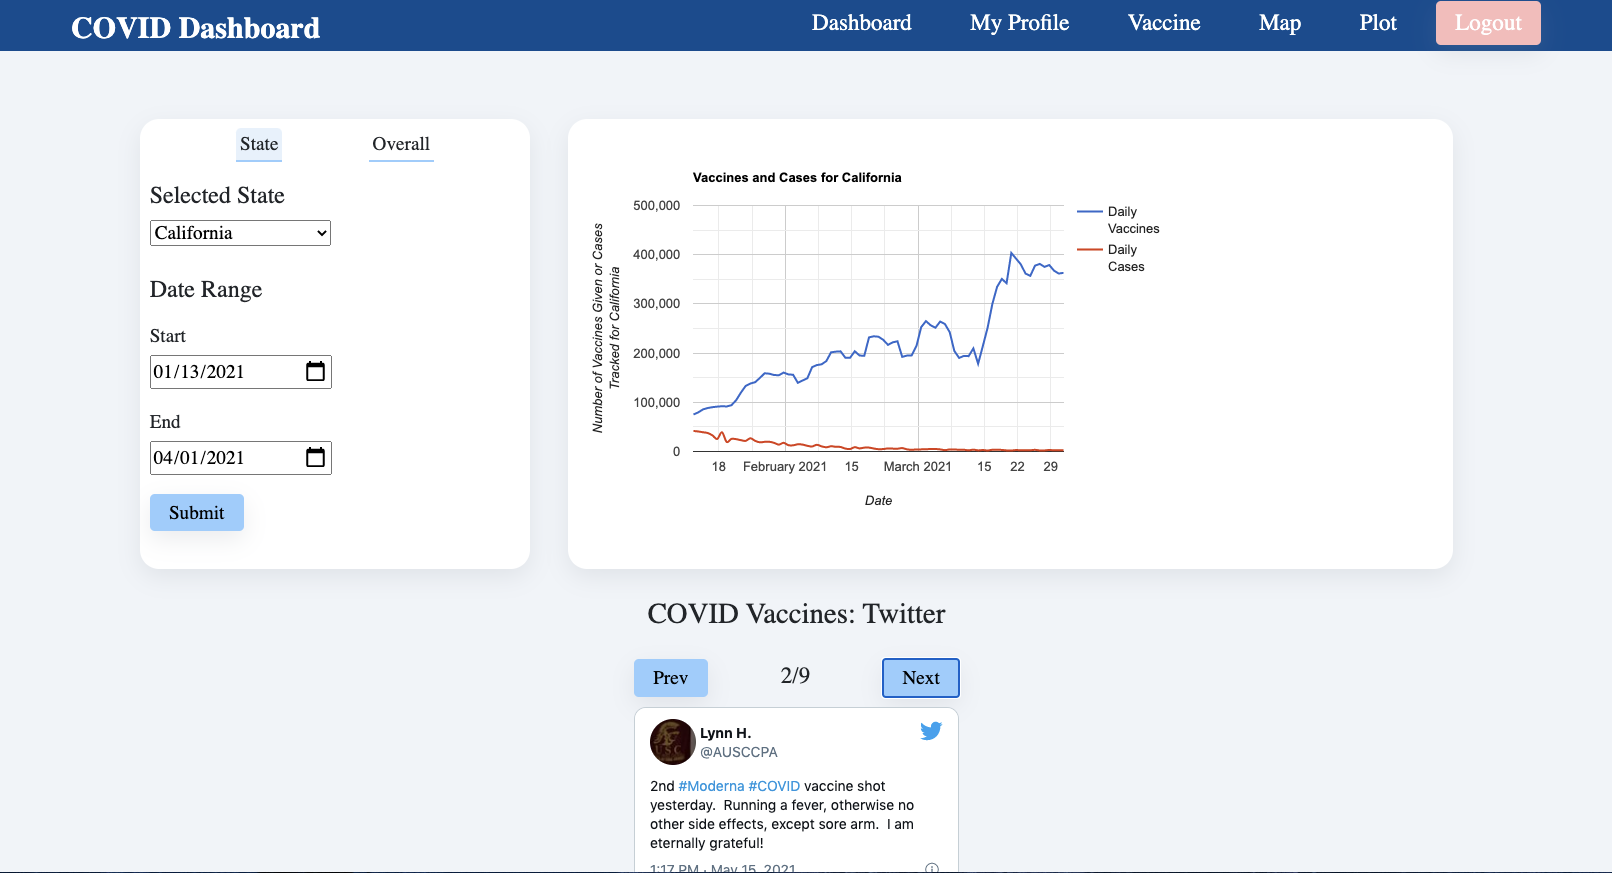 COVID Dashboard
Dashboard
My Profile
Vaccine
Map
Plot
Logout
State
Overall
Selected State
California
Date Range
Start
01/13/2021
End
04/01/2021
Submit
Vaccines and Cases for California
Number of Vaccines Given or Cases
Tracked for California
500,000
400,000
300,000
200,000
100,000
0
18
February 2021
15
March 2021
15
22
29
Date
Daily
Vaccines
Daily
Cases
COVID Vaccines: Twitter
Prev
2/9
Next
Lynn H.
@AUSCCPA
USC
2nd #Moderna #COVID vaccine shot
yesterday. Running a fever, otherwise no
other side effects, except sore arm. I am
eternally grateful!
1:17 PM · May 15, 2021